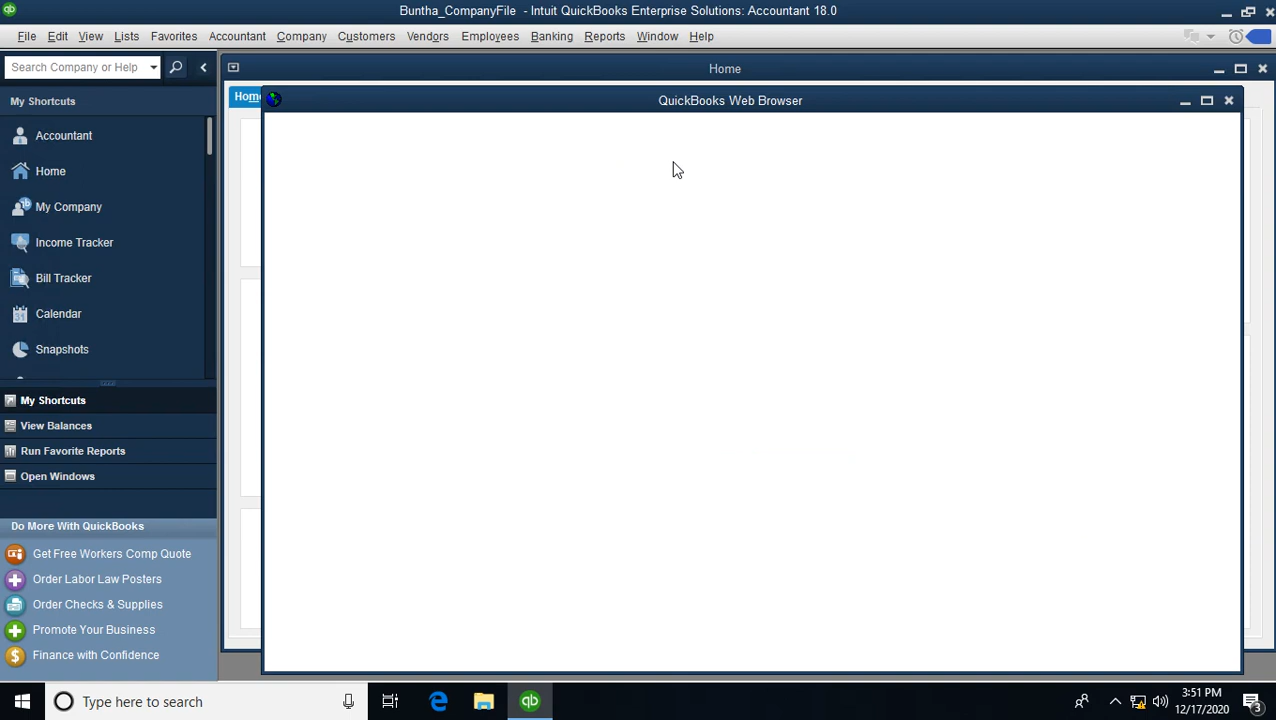 Buntha_CompanyFile - Intuit QuickBooks Enterprise Solutions: Accountant 18.0
File Edit View Lists Favorites Accountant Company Customers Vendors Employees Banking Reports Window Help
Search Company or Help
Home
My Shortcuts
Home
QuickBooks Web Browser
Accountant
Home
My Company
Income Tracker
Bill Tracker
Calendar
Snapshots
My Shortcuts
View Balances
Run Favorite Reports
Open Windows
Do More With QuickBooks
Get Free Workers Comp Quote
Order Labor Law Posters
Order Checks & Supplies
Promote Your Business
Finance with Confidence
Type here to search
qb
3:51 PM
12/17/2020
3